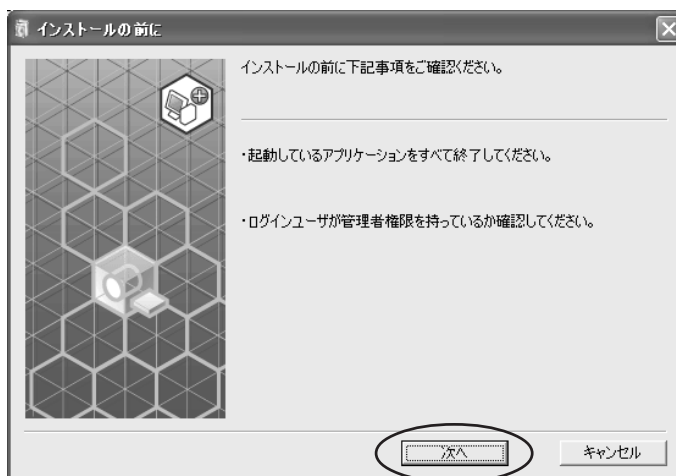 インストールの前に
インストールの前に下記事項をご確認ください。
・起動しているアプリケーションをすべて終了してください。
・ログインユーザが管理者権限を持っているか確認してください。
次へ
キャンセル